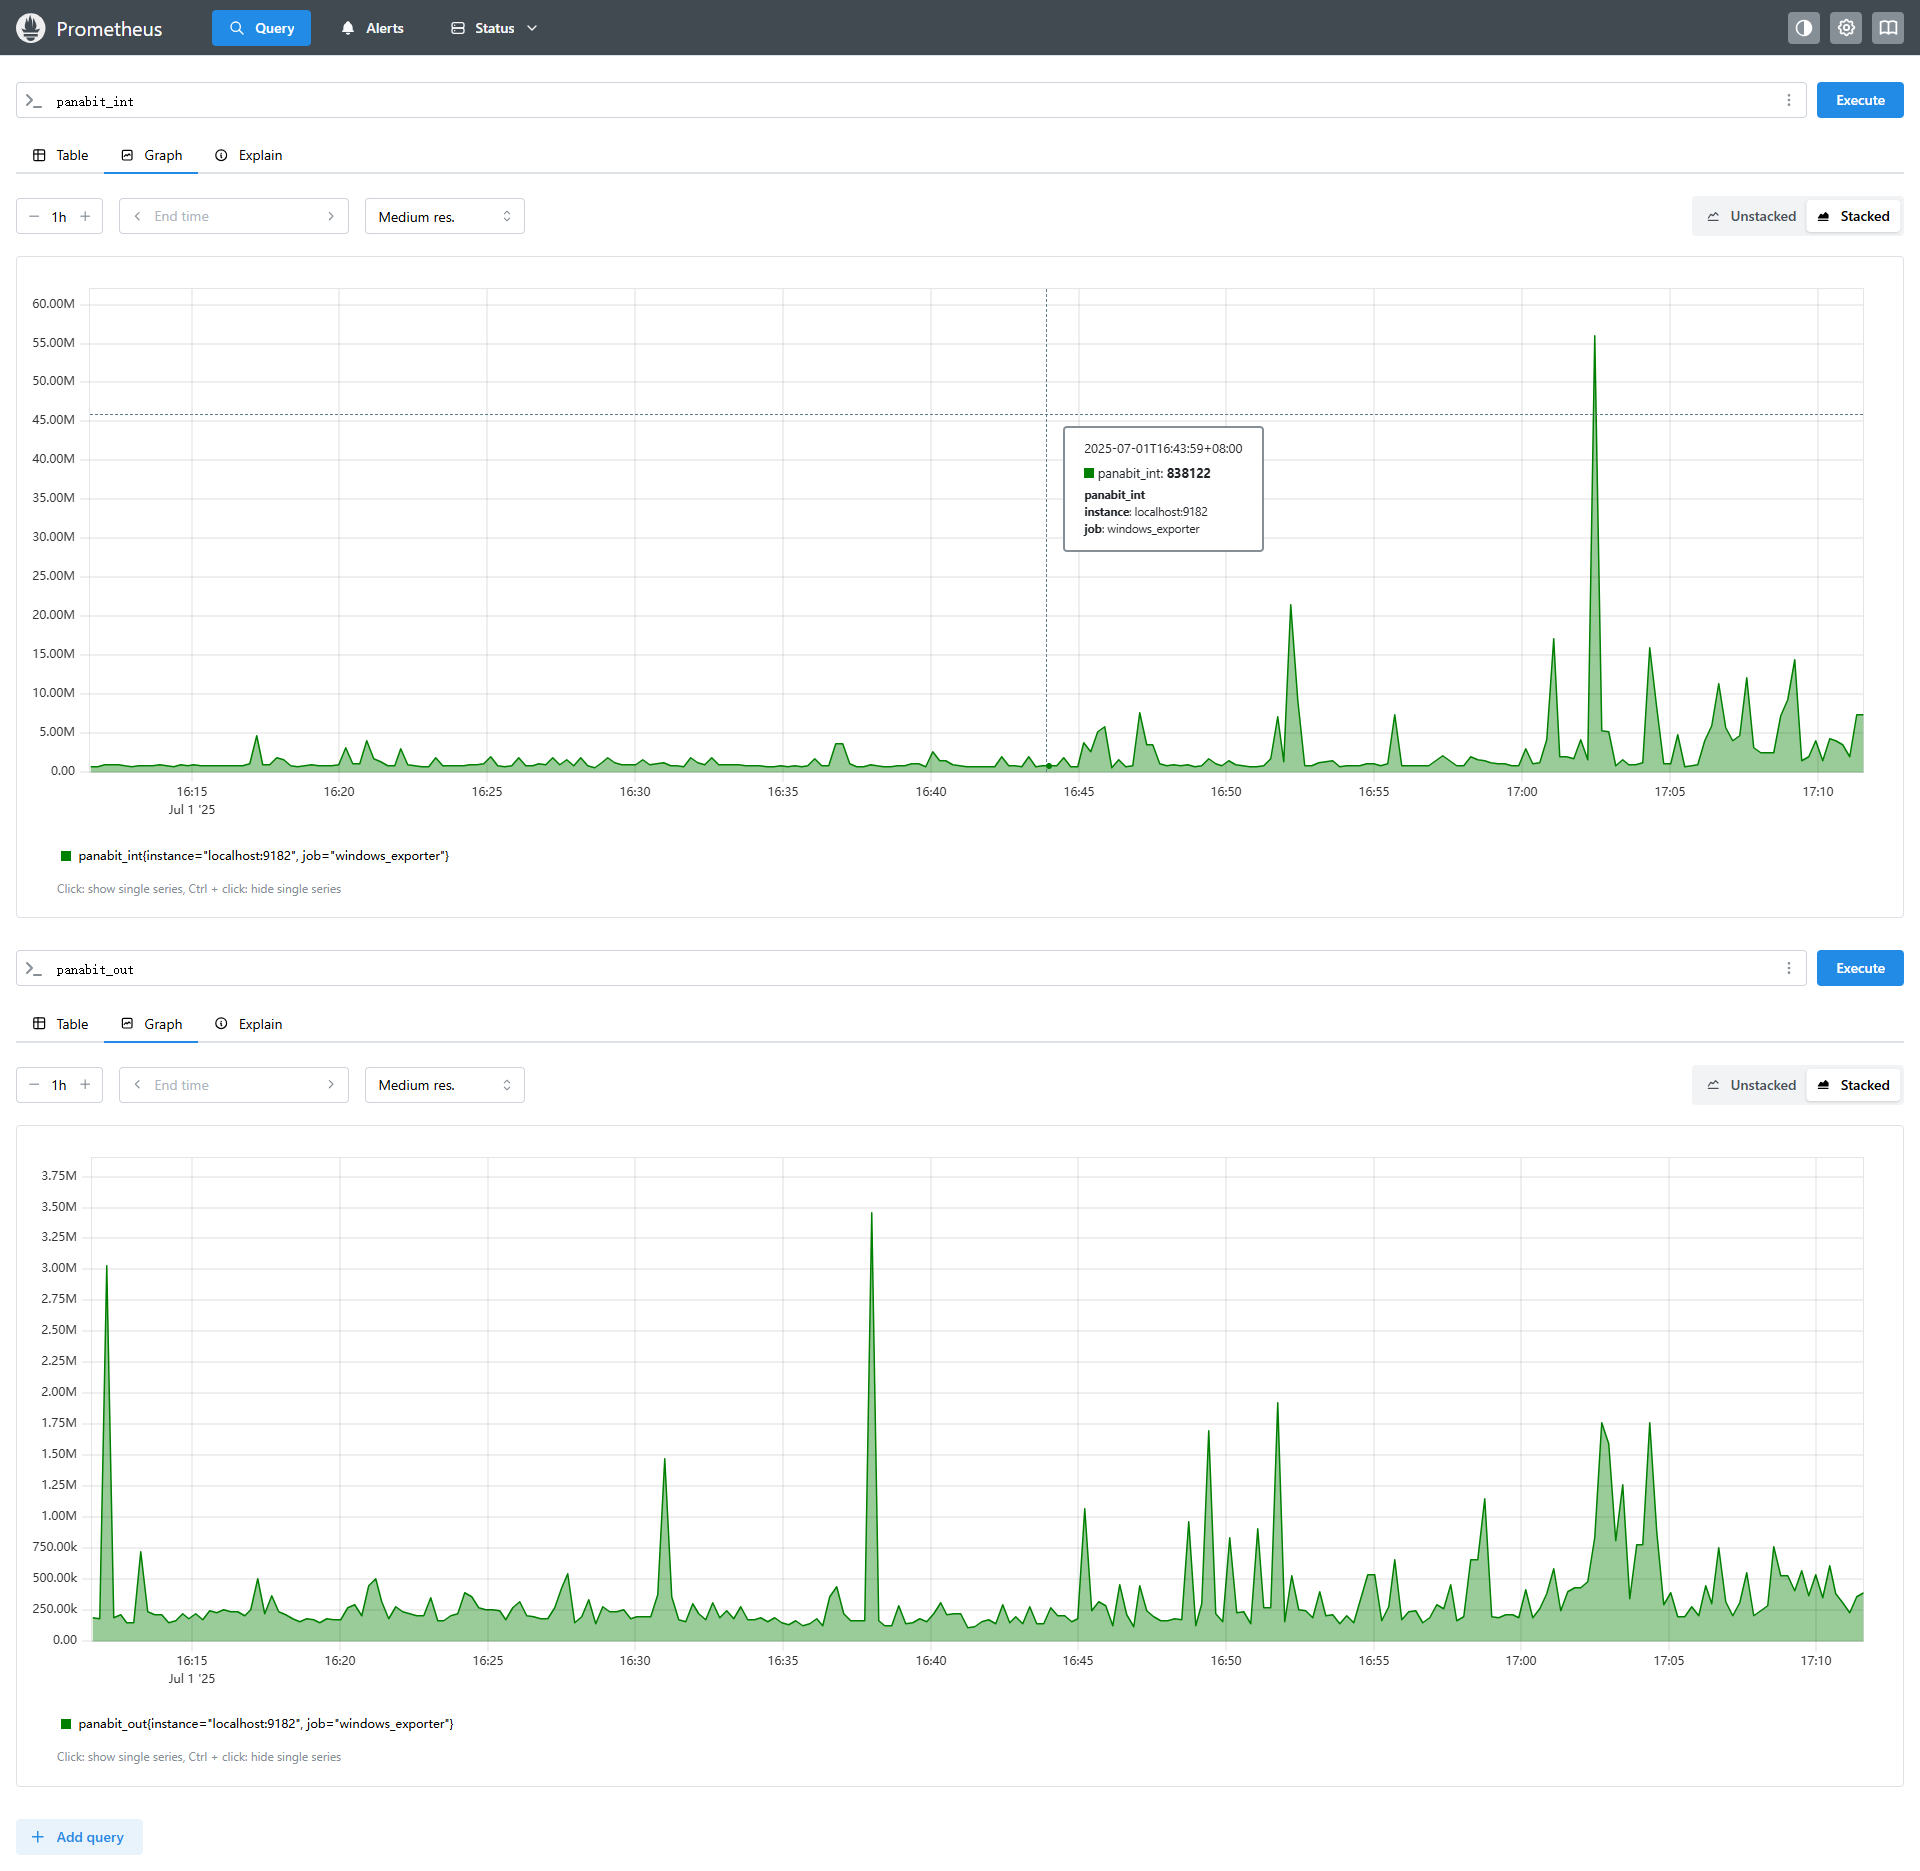 Prometheus Query Alerts Status
panabit_int Execute
Table Graph Explain
1h End time Medium res. Unstacked Stacked
60.00M
55.00M
50.00M
45.00M
40.00M
35.00M
30.00M
25.00M
20.00M
15.00M
10.00M
5.00M
0.00
2025-07-01T16:43:59+08:00
panabit_int: 838122
panabit_int
instance: localhost:9182
job: windows_exporter
16:15 16:20 16:25 16:30 16:35 16:40 16:45 16:50 16:55 17:00 17:05 17:10
Jul 1 '25
panabit_int{instance="localhost:9182", job="windows_exporter"}
Click: show single series, Ctrl + click: hide single series
panabit_out Execute
Table Graph Explain
1h End time Medium res. Unstacked Stacked
3.75M
3.50M
3.25M
3.00M
2.75M
2.50M
2.25M
2.00M
1.75M
1.50M
1.25M
1.00M
750.00k
500.00k
250.00k
0.00
16:15 16:20 16:25 16:30 16:35 16:40 16:45 16:50 16:55 17:00 17:05 17:10
Jul 1 '25
panabit_out{instance="localhost:9182", job="windows_exporter"}
Click: show single series, Ctrl + click: hide single series
Add query